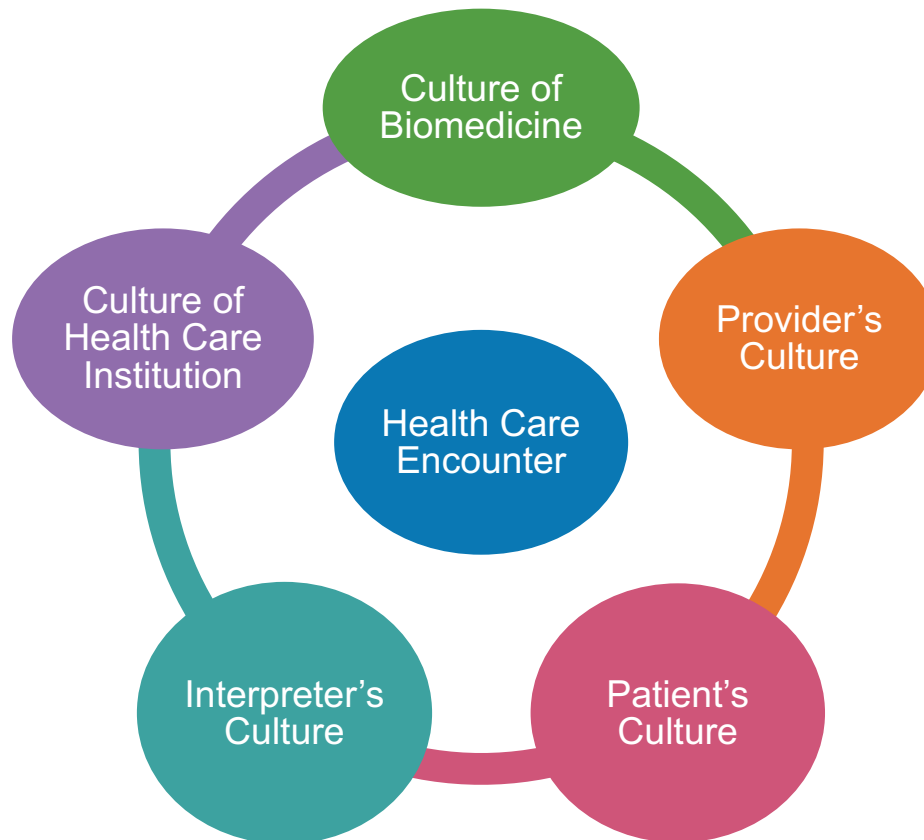 Culture of
Biomedicine
Provider’s
Culture
Patient’s
Culture
Interpreter’s
Culture
Culture of
Health Care
Institution
Health Care
Encounter